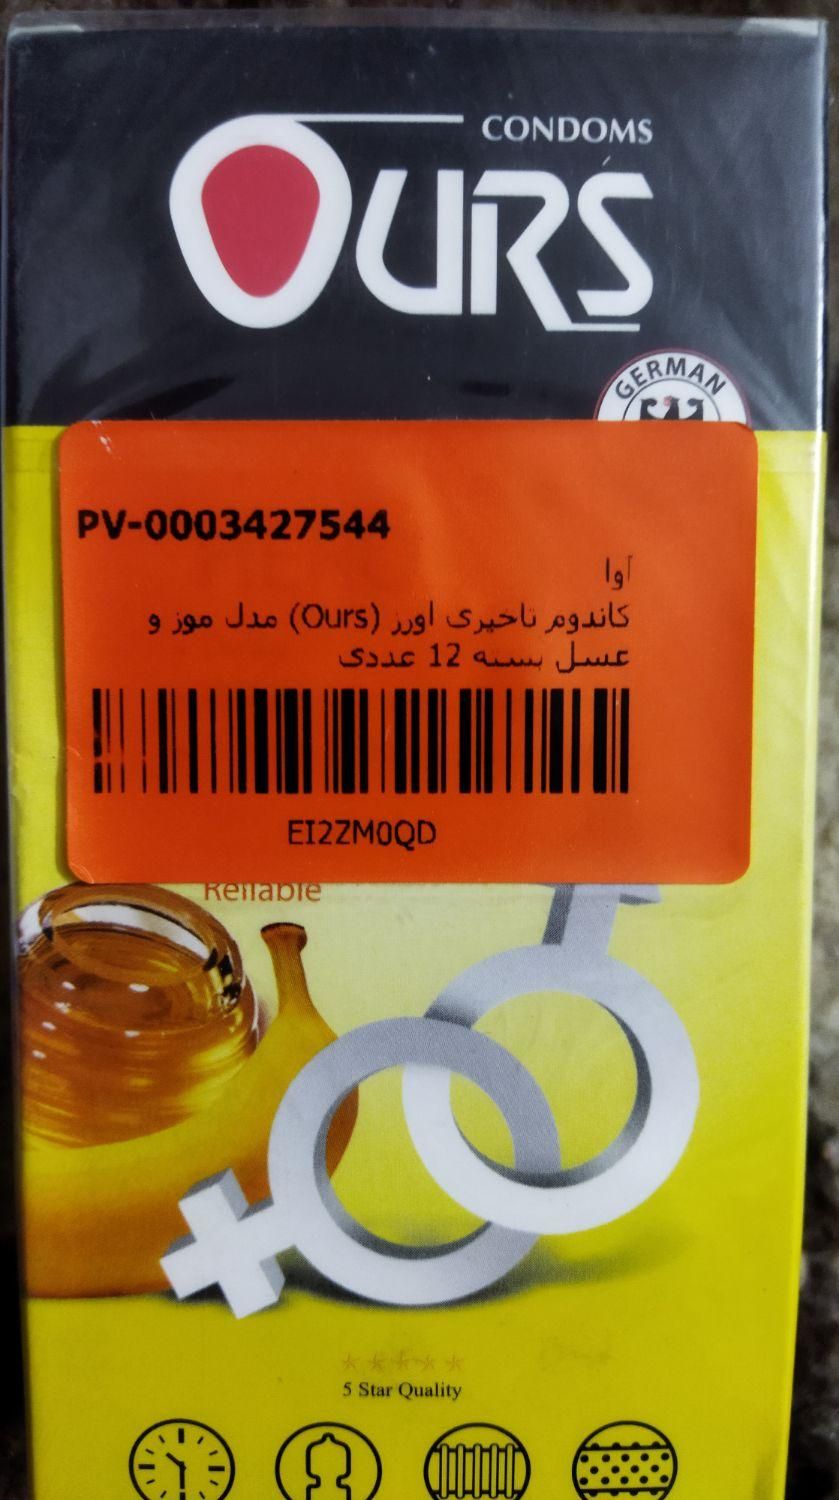 CONDOMS
OURS
GERMAN
PV-0003427544
آوا
کاندوم تاخیری اورز (Ours) مدل موز و
عسل بسته 12 عددی
EI2ZM0QD
Reliable
5 Star Quality